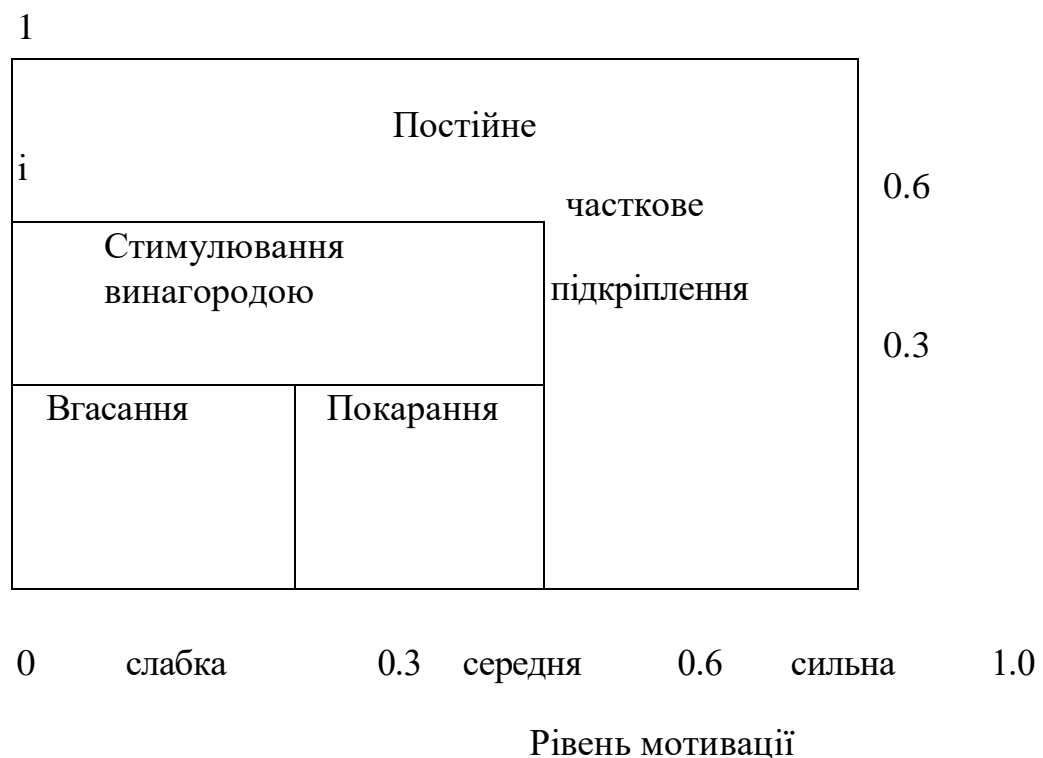 1
Постійне
і
0.6
часткове
Стимулювання
винагородою
підкріплення
0.3
Вгасання Покарання
0 слабка 0.3 середня 0.6 сильна 1.0
Рівень мотивації